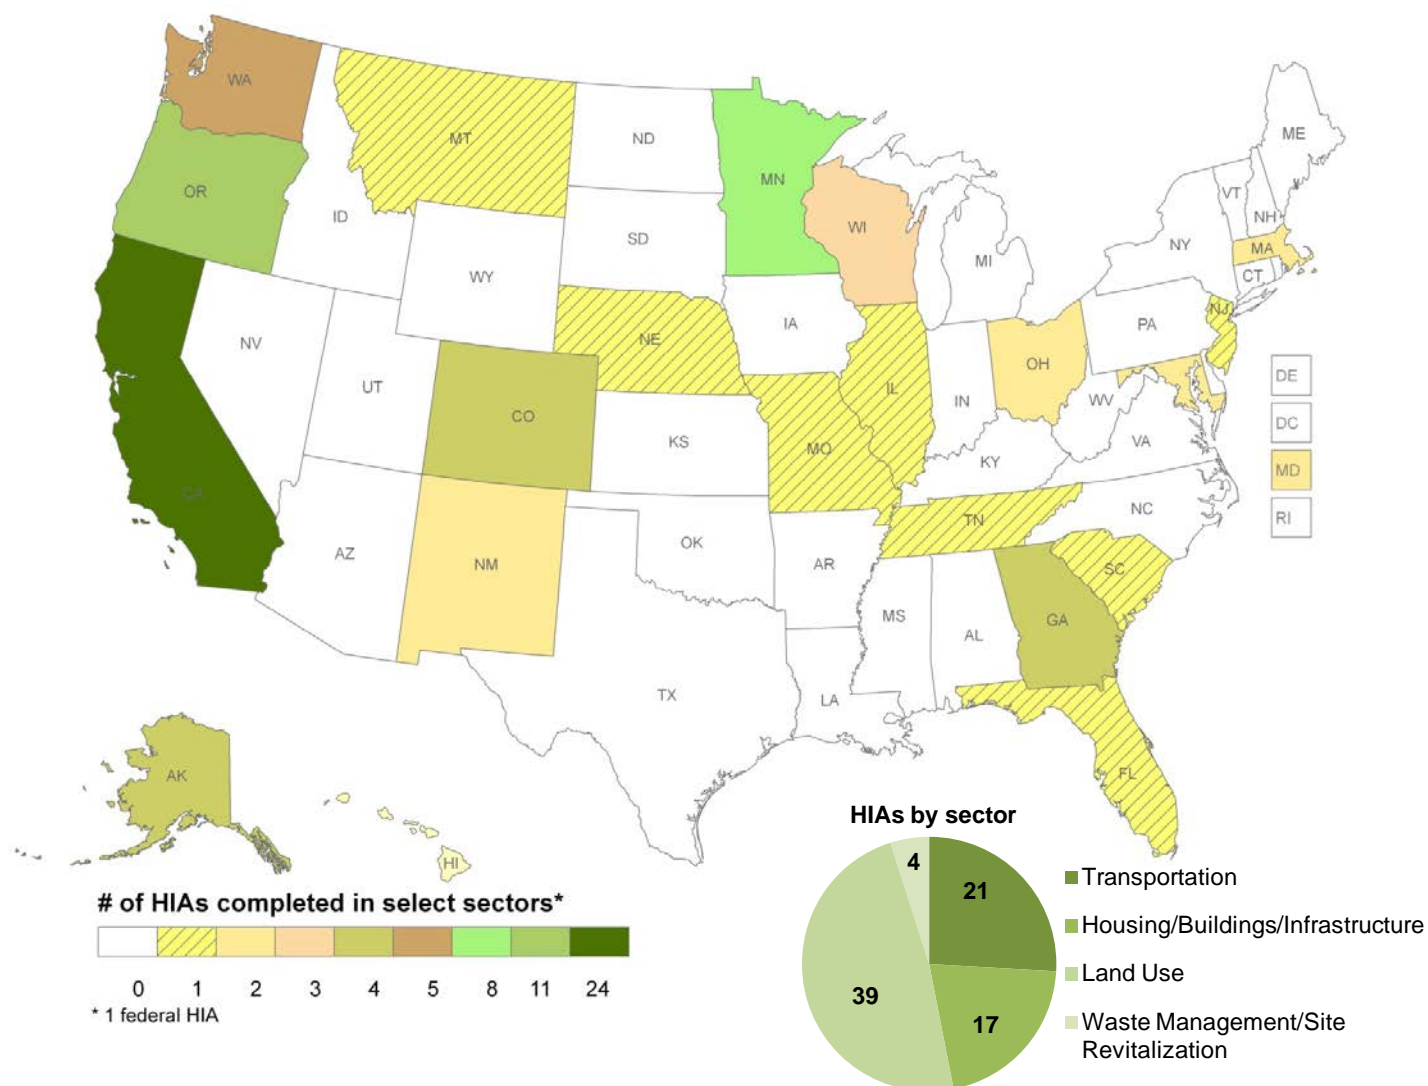 WA
MT
ND
MN
ME
OR
ID
SD
WI
MI
VT
NH
NY
MA
CT
WY
IA
PA
NJ
NV
NE
IL
IN
OH
DE
UT
CO
KS
MO
WV
VA
DC
KY
MD
CA
NC
RI
AZ
NM
OK
AR
TN
SC
MS
AL
GA
TX
LA
AK
FL
HI
# of HIAs completed in select sectors*
0 1 2 3 4 5 8 11 24
* 1 federal HIA
HIAs by sector
4
21
39
17
Transportation
Housing/Buildings/Infrastructure
Land Use
Waste Management/Site
Revitalization